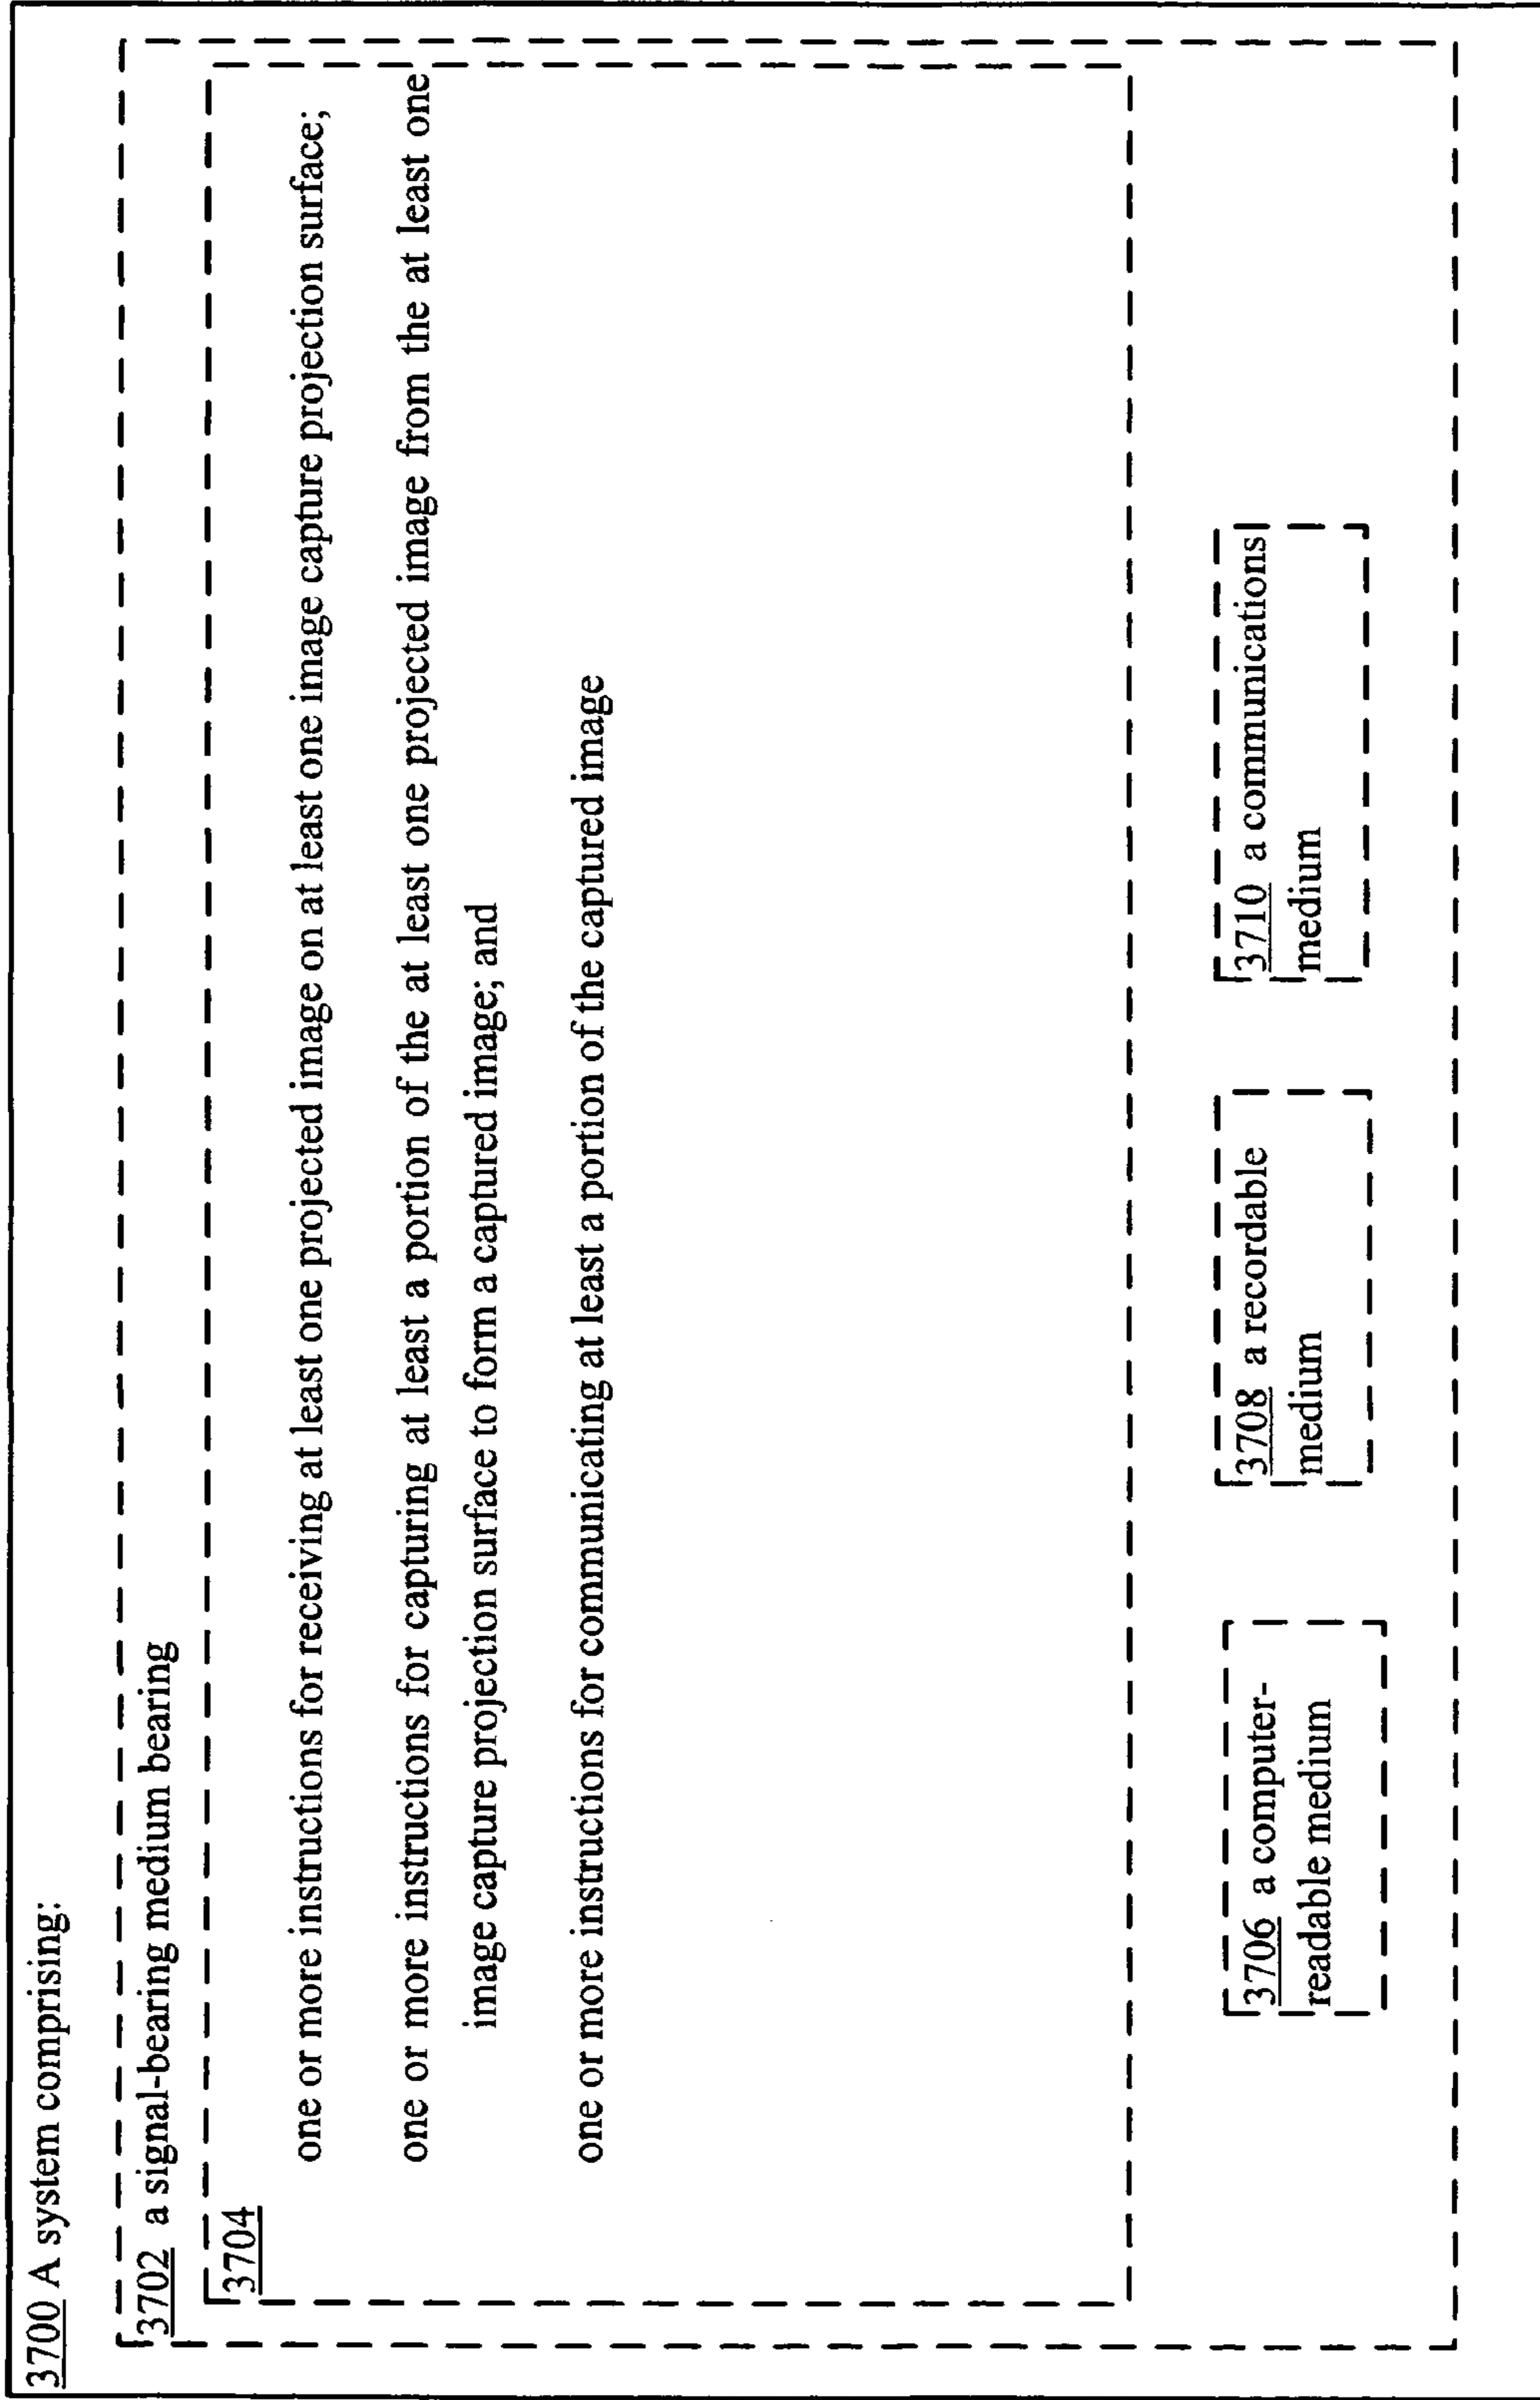 3700 A system comprising:
3702 a signal-bearing medium bearing
3704
one or more instructions for receiving at least one projected image on at least one image capture projection surface;
one or more instructions for capturing at least a portion of the at least one projected image from the at least one
image capture projection surface to form a captured image; and
one or more instructions for communicating at least a portion of the captured image
3706 a computer-
readable medium
3708 a recordable
medium
3710 a communications
medium